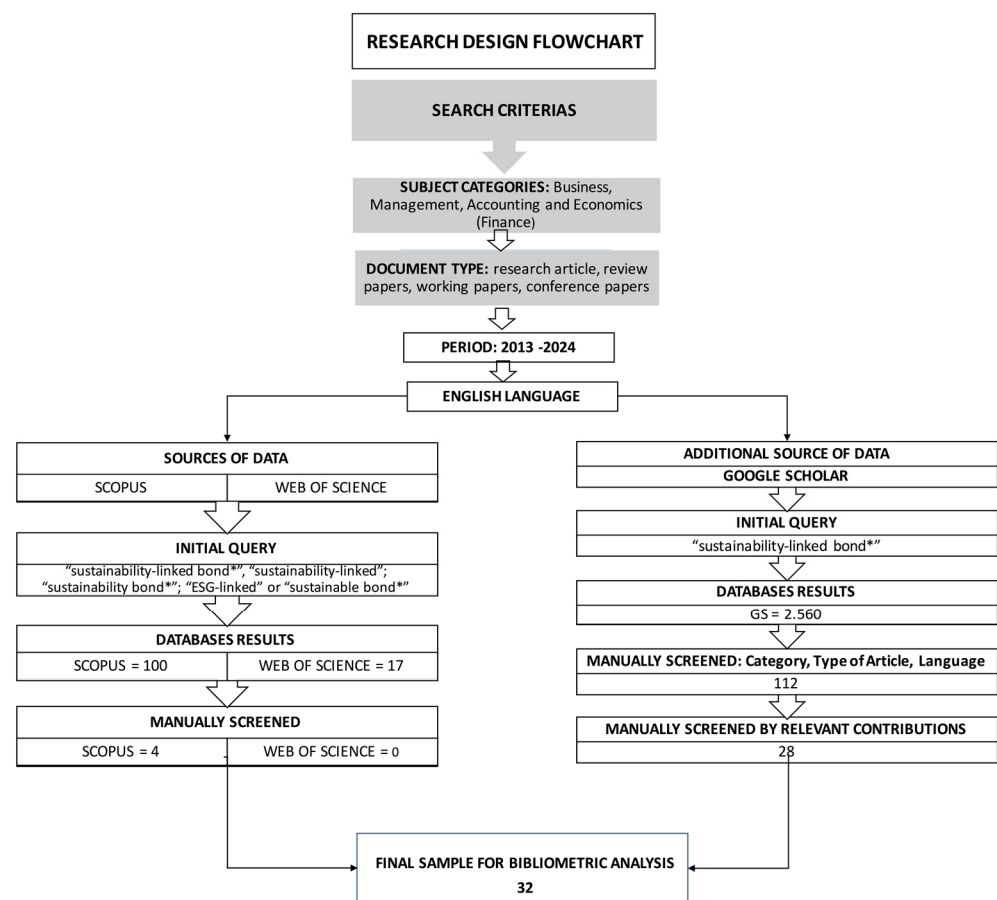 RESEARCH DESIGN FLOWCHART
SEARCH CRITERIAS
SUBJECT CATEGORIES: Business,
Management, Accounting and Economics
(Finance)
DOCUMENT TYPE: research article, review
papers, working papers, conference papers
PERIOD: 2013 -2024
ENGLISH LANGUAGE
SOURCES OF DATA
SCOPUS
WEB OF SCIENCE
INITIAL QUERY
“sustainability-linked bond*”, “sustainability-linked”;
“sustainability bond*”; “ESG-linked” or “sustainable bond*”
DATABASES RESULTS
SCOPUS = 100
WEB OF SCIENCE = 17
MANUALLY SCREENED
SCOPUS = 4
WEB OF SCIENCE = 0
ADDITIONAL SOURCE OF DATA
GOOGLE SCHOLAR
INITIAL QUERY
“sustainability-linked bond*”
DATABASES RESULTS
GS = 2.560
MANUALLY SCREENED: Category, Type of Article, Language
112
MANUALLY SCREENED BY RELEVANT CONTRIBUTIONS
28
FINAL SAMPLE FOR BIBLIOMETRIC ANALYSIS
32